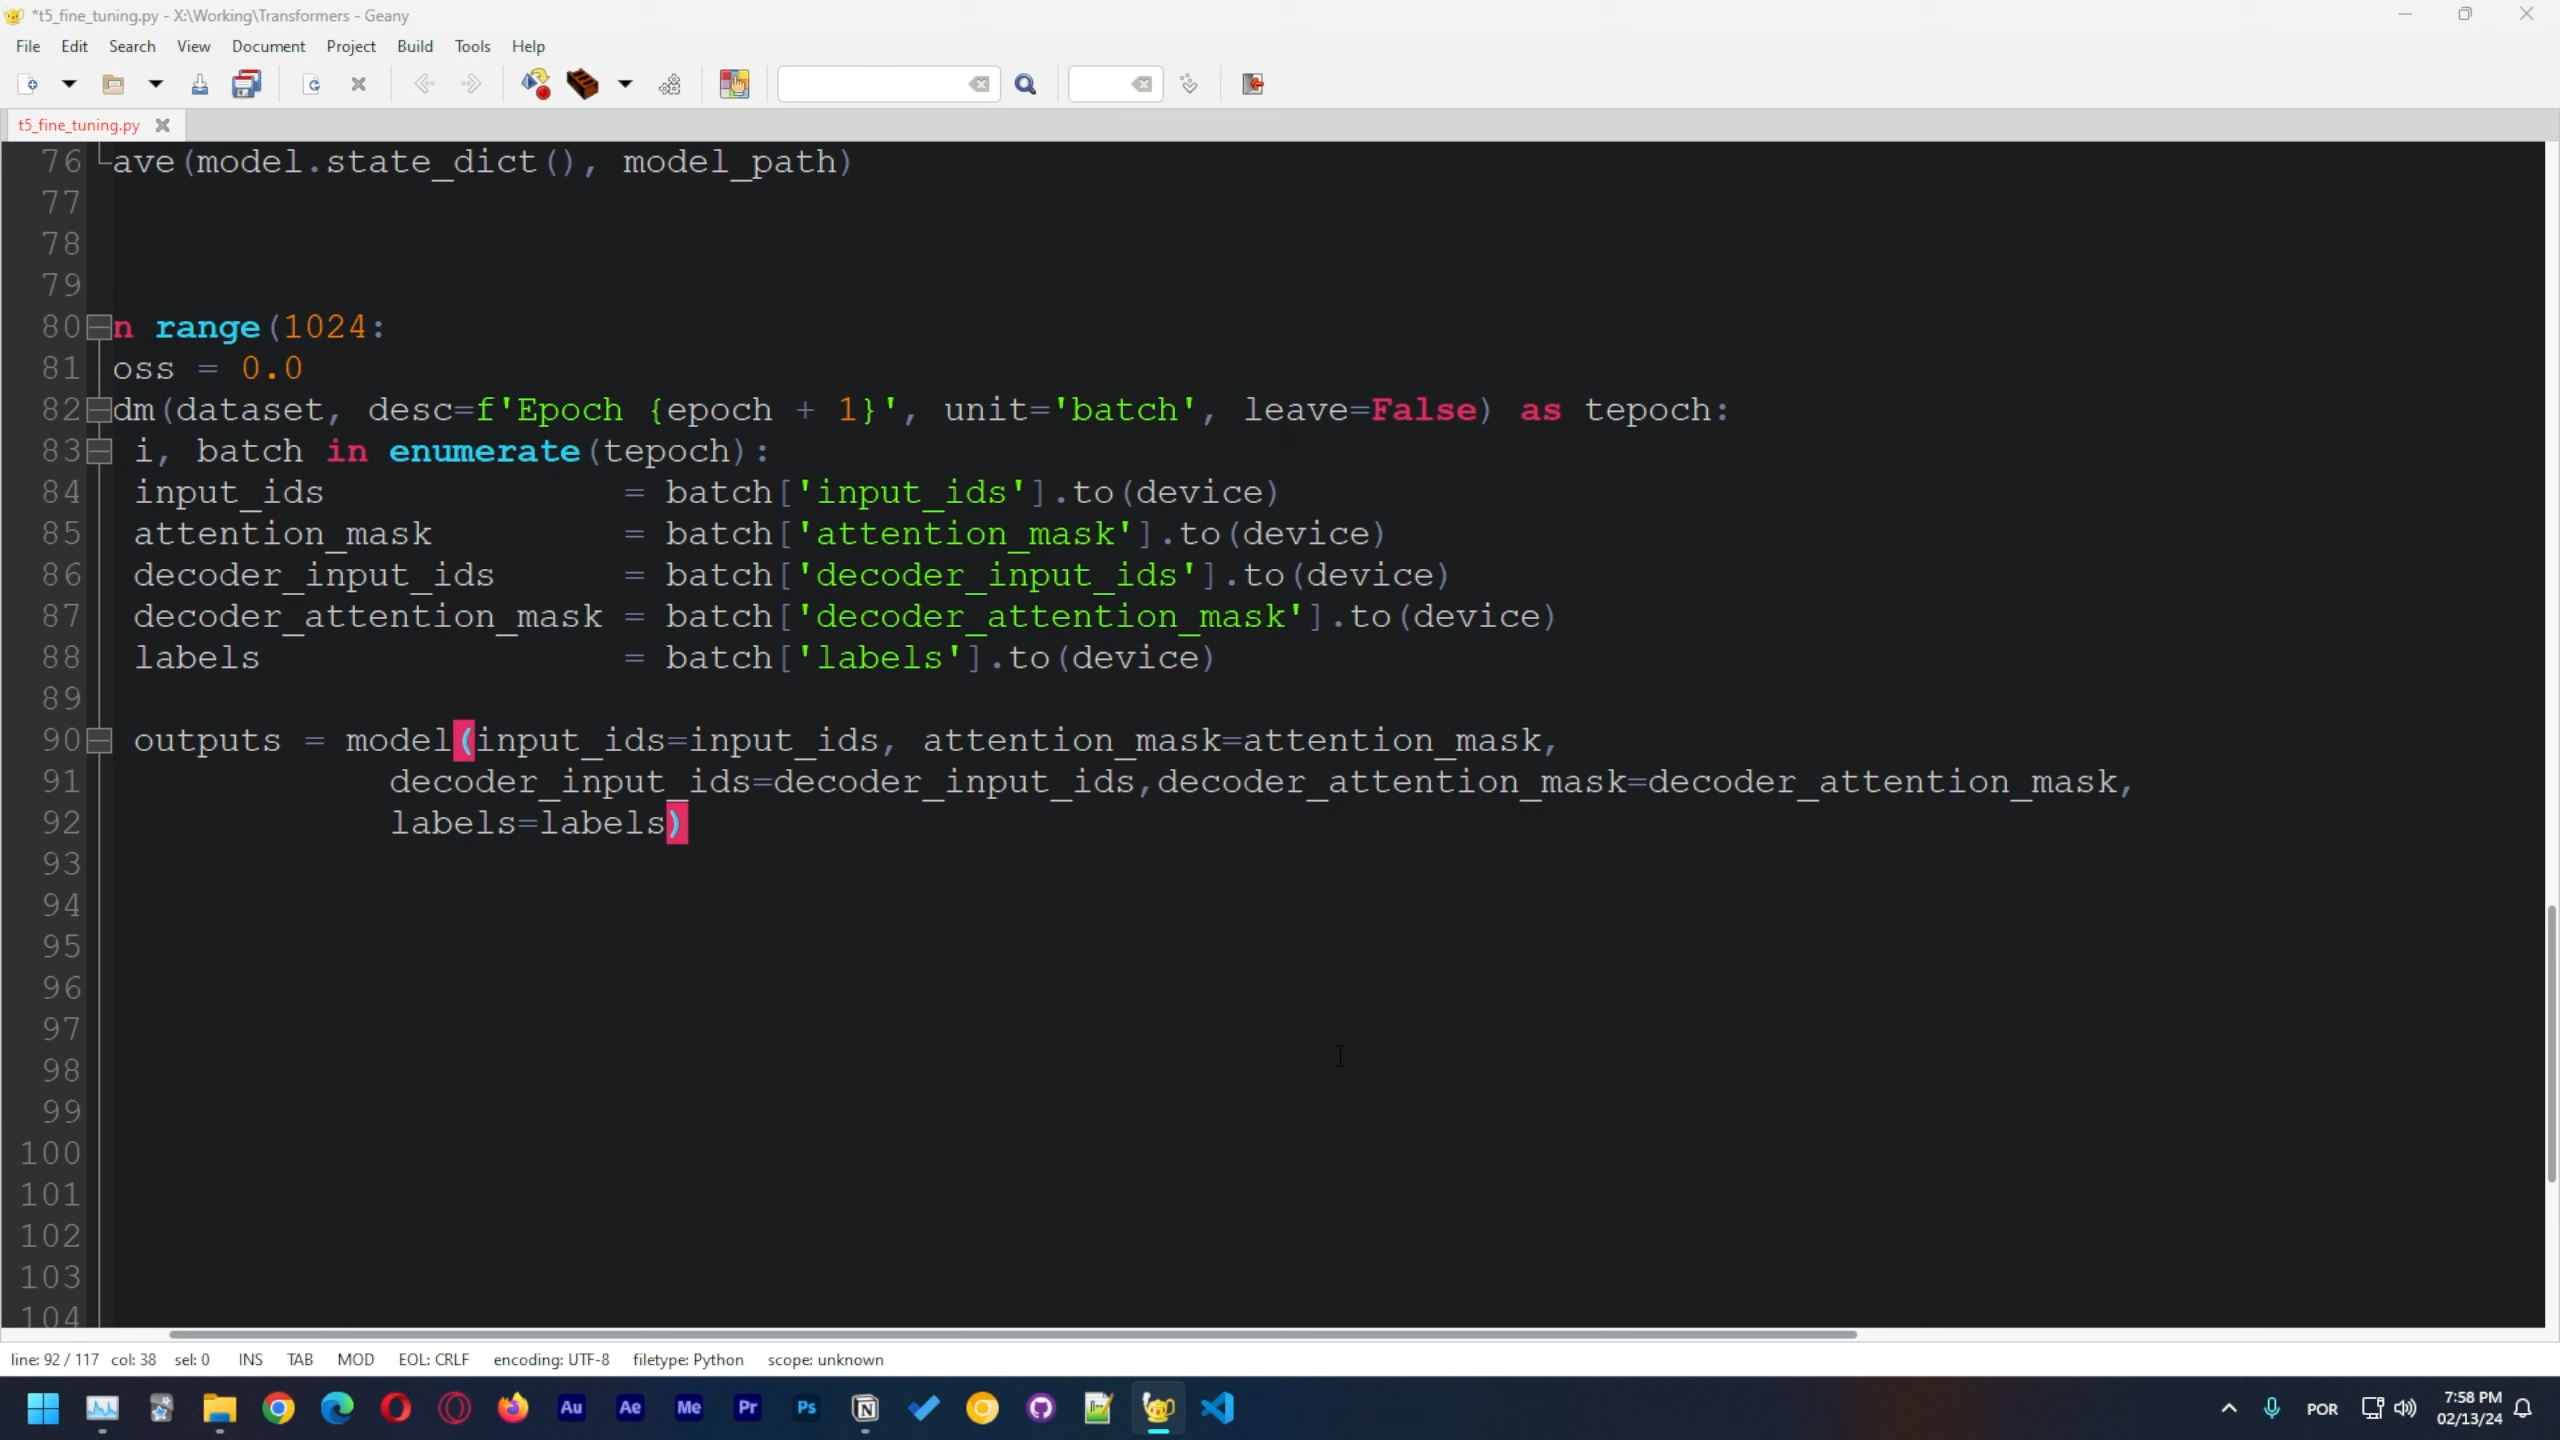 *t5_fine_tuning.py - X:\Working\Transformers - Geany
File Edit Search View Document Project Build Tools Help
t5_fine_tuning.py
76 ave(model.state_dict(), model_path)
77
78
79
80 n range(1024:
81 oss = 0.0
82 dm(dataset, desc=f'Epoch {epoch + 1}', unit='batch', leave=False) as tepoch:
83 i, batch in enumerate(tepoch):
84 input_ids = batch['input_ids'].to(device)
85 attention_mask = batch['attention_mask'].to(device)
86 decoder_input_ids = batch['decoder_input_ids'].to(device)
87 decoder_attention_mask = batch['decoder_attention_mask'].to(device)
88 labels = batch['labels'].to(device)
89
90 outputs = model(input_ids=input_ids, attention_mask=attention_mask,
91 decoder_input_ids=decoder_input_ids,decoder_attention_mask=decoder_attention_mask,
92 labels=labels)
93
94
95
96
97
98
99
100
101
102
103
104
line: 92 / 117 col: 38 sel: 0 INS TAB MOD EOL: CRLF encoding: UTF-8 filetype: Python scope: unknown
Au Ae Me Pr Ps N POR 7:58 PM
02/13/24